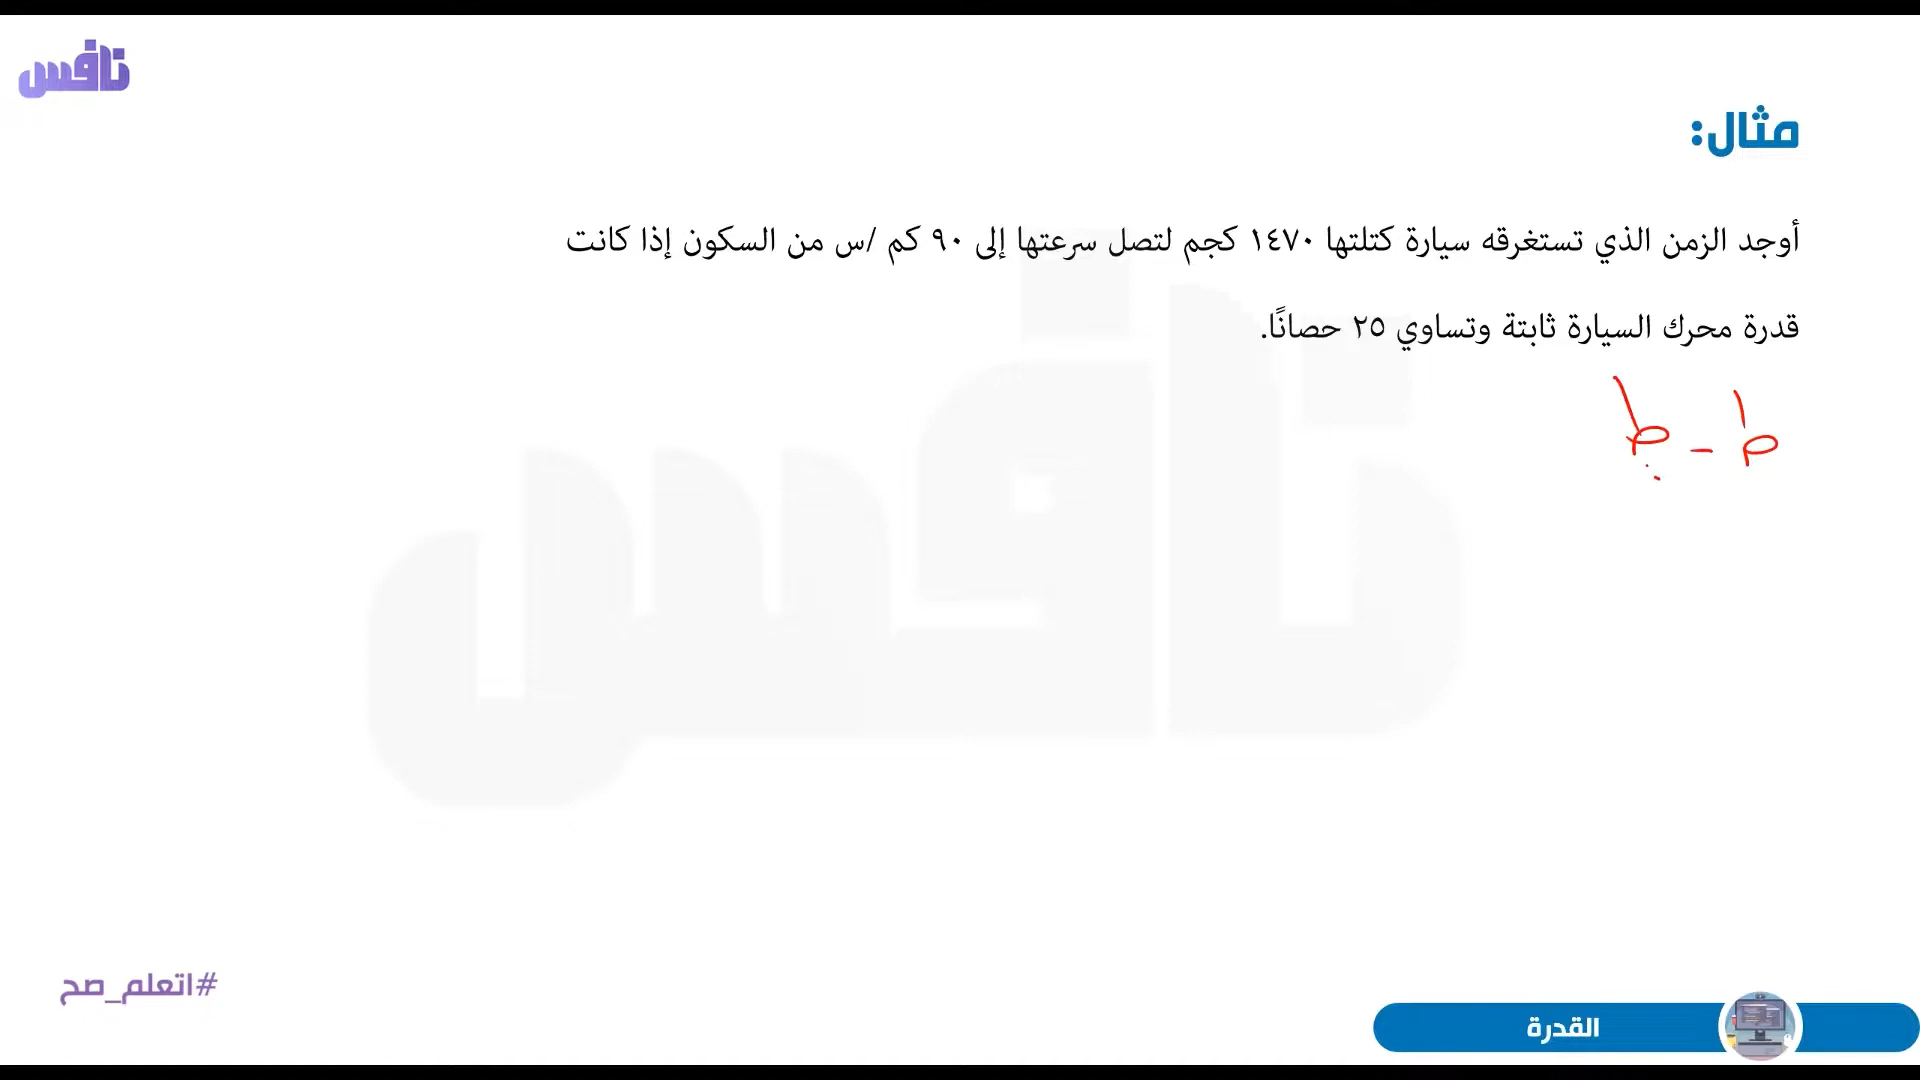 نافس
مثال:
أوجد الزمن الذي تستغرقه سيارة كتلتها ١٤٧٠ كجم لتصل سرعتها إلى ٩٠ كم /س من السكون إذا كانت
قدرة محرك السيارة ثابتة وتساوي ٢٥ حصانًا.
ط - ط.
#اتعلم_صح
القدرة